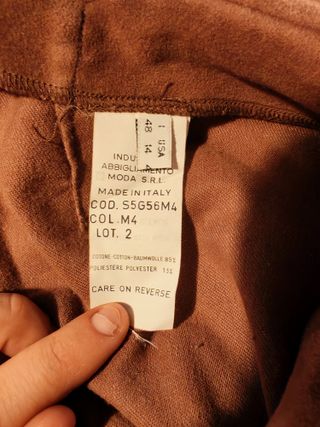 I USA
48 14 4
INDU
ABBIGLIAMENTO
MODA S.R.L.
MADE IN ITALY
COD. S5G56M4
COL. M4
LOT. 2
COTONE-COTTON-BAUMWOLLE 85%
POLIESTERE POLYESTER 15%
CARE ON REVERSE